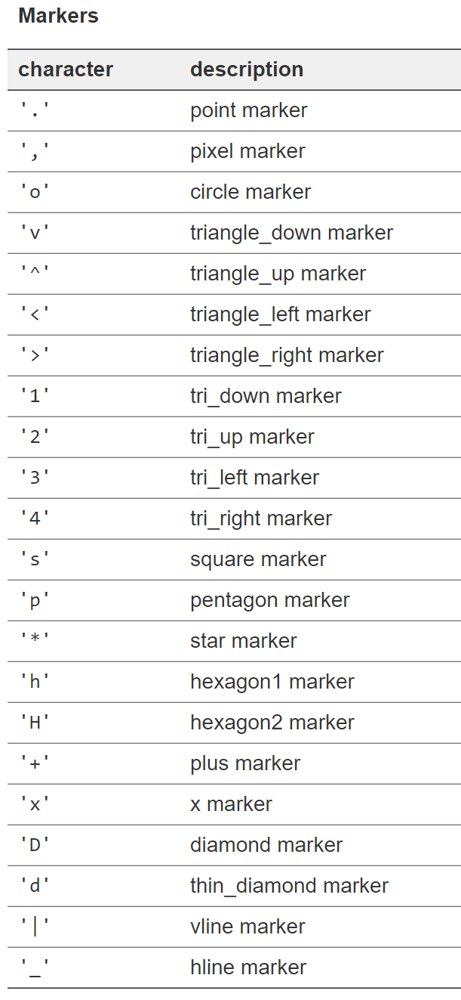 Markers
character description
'.' point marker
',' pixel marker
'o' circle marker
'v' triangle_down marker
'^' triangle_up marker
'<' triangle_left marker
'>' triangle_right marker
'1' tri_down marker
'2' tri_up marker
'3' tri_left marker
'4' tri_right marker
's' square marker
'p' pentagon marker
'*' star marker
'h' hexagon1 marker
'H' hexagon2 marker
'+' plus marker
'x' x marker
'D' diamond marker
'd' thin_diamond marker
'|' vline marker
'_' hline marker